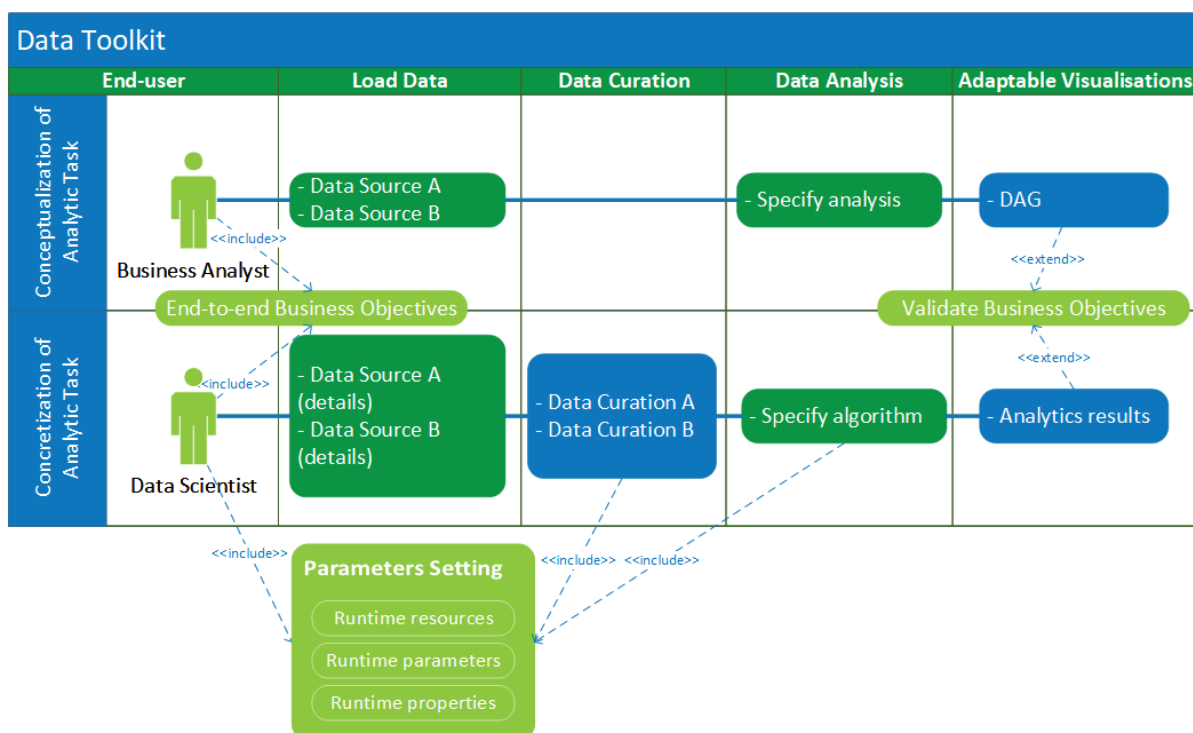 Data Toolkit
End-user
Load Data
Data Curation
Data Analysis
Adaptable Visualisations
Conceptualization of
Analytic Task
- Data Source A
- Data Source B
- Specify analysis
- DAG
<<include>>
<<extend>>
Business Analyst
End-to-end Business Objectives
Validate Business Objectives
Concretization of
Analytic Task
<<include>>
<<extend>>
- Data Source A
(details)
- Data Source B
(details)
- Data Curation A
- Data Curation B
- Specify algorithm
- Analytics results
Data Scientist
<<include>>
<<include>>
<<include>>
Parameters Setting
Runtime resources
Runtime parameters
Runtime properties